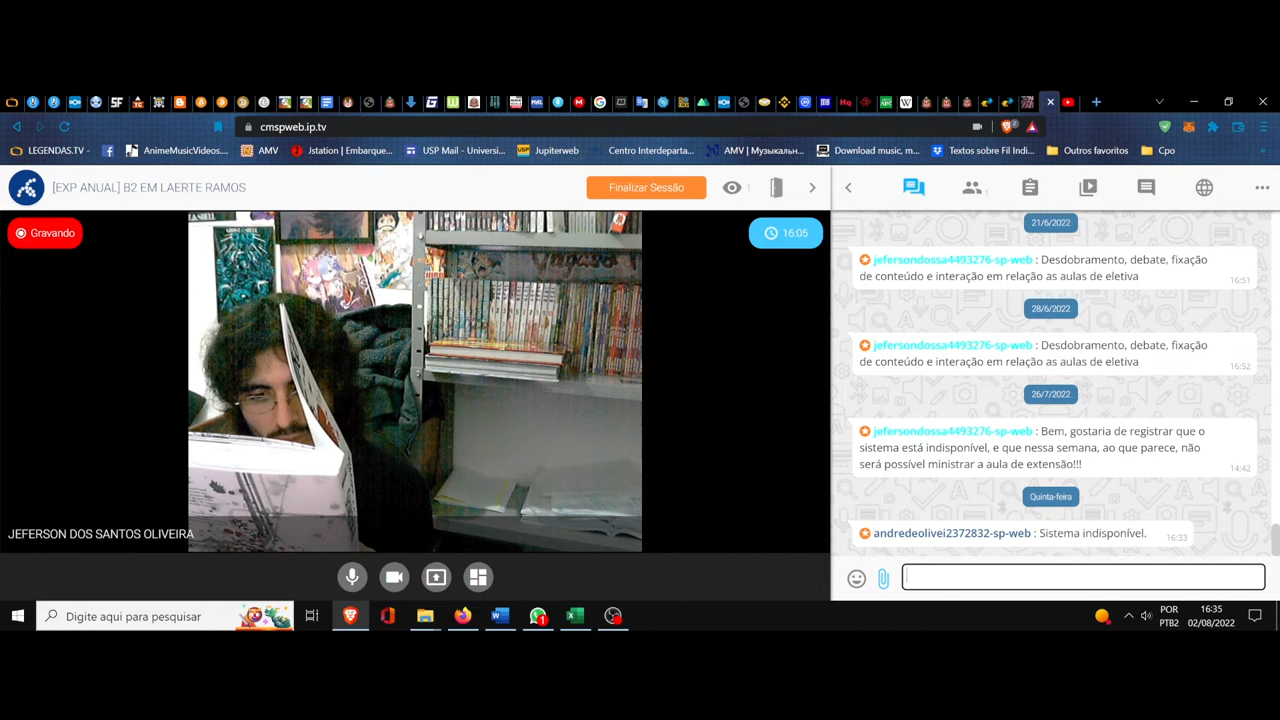 cmspweb.ip.tv
LEGENDAS.TV -
AnimeMusicVideos...
AMV
Jstation | Embarque...
USP Mail - Universi...
Jupiterweb
Centro Interdeparta...
AMV | Музыкальн...
Download music, m...
Textos sobre Fil Indi...
Outros favoritos
Cpo
[EXP ANUAL] B2 EM LAERTE RAMOS
Finalizar Sessão
1
1
Gravando
16:05
JEFERSON DOS SANTOS OLIVEIRA
21/6/2022
jefersondossa4493276-sp-web : Desdobramento, debate, fixação
de conteúdo e interação em relação as aulas de eletiva
16:51
28/6/2022
jefersondossa4493276-sp-web : Desdobramento, debate, fixação
de conteúdo e interação em relação as aulas de eletiva
16:52
26/7/2022
jefersondossa4493276-sp-web : Bem, gostaria de registrar que o
sistema está indisponível, e que nessa semana, ao que parece, não
será possível ministrar a aula de extensão!!!
14:42
Quinta-feira
andredeolivei2372832-sp-web : Sistema indisponível.
16:33
Digite aqui para pesquisar
1
POR
PTB2
16:35
02/08/2022